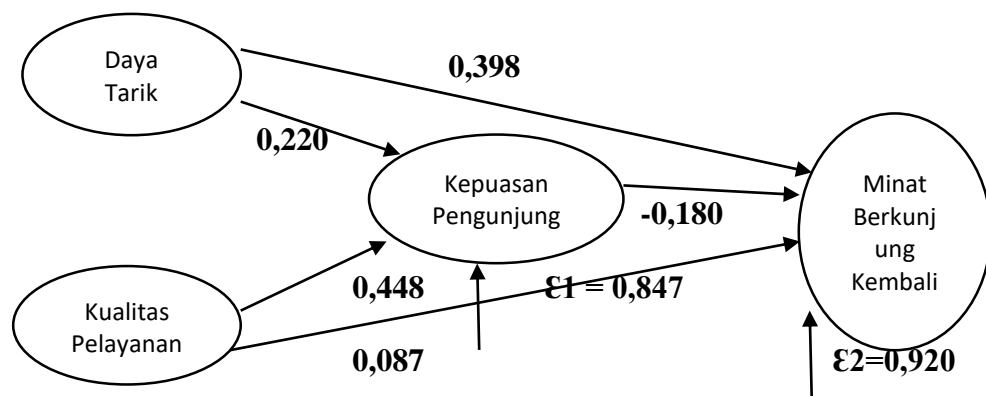 Daya
Tarik
0,398
0,220
Kepuasan
Pengunjung
-0,180
Minat
Berkunj
ung
Kembali
0,448
Ɛ1 = 0,847
Kualitas
Pelayanan
0,087
Ɛ2=0,920